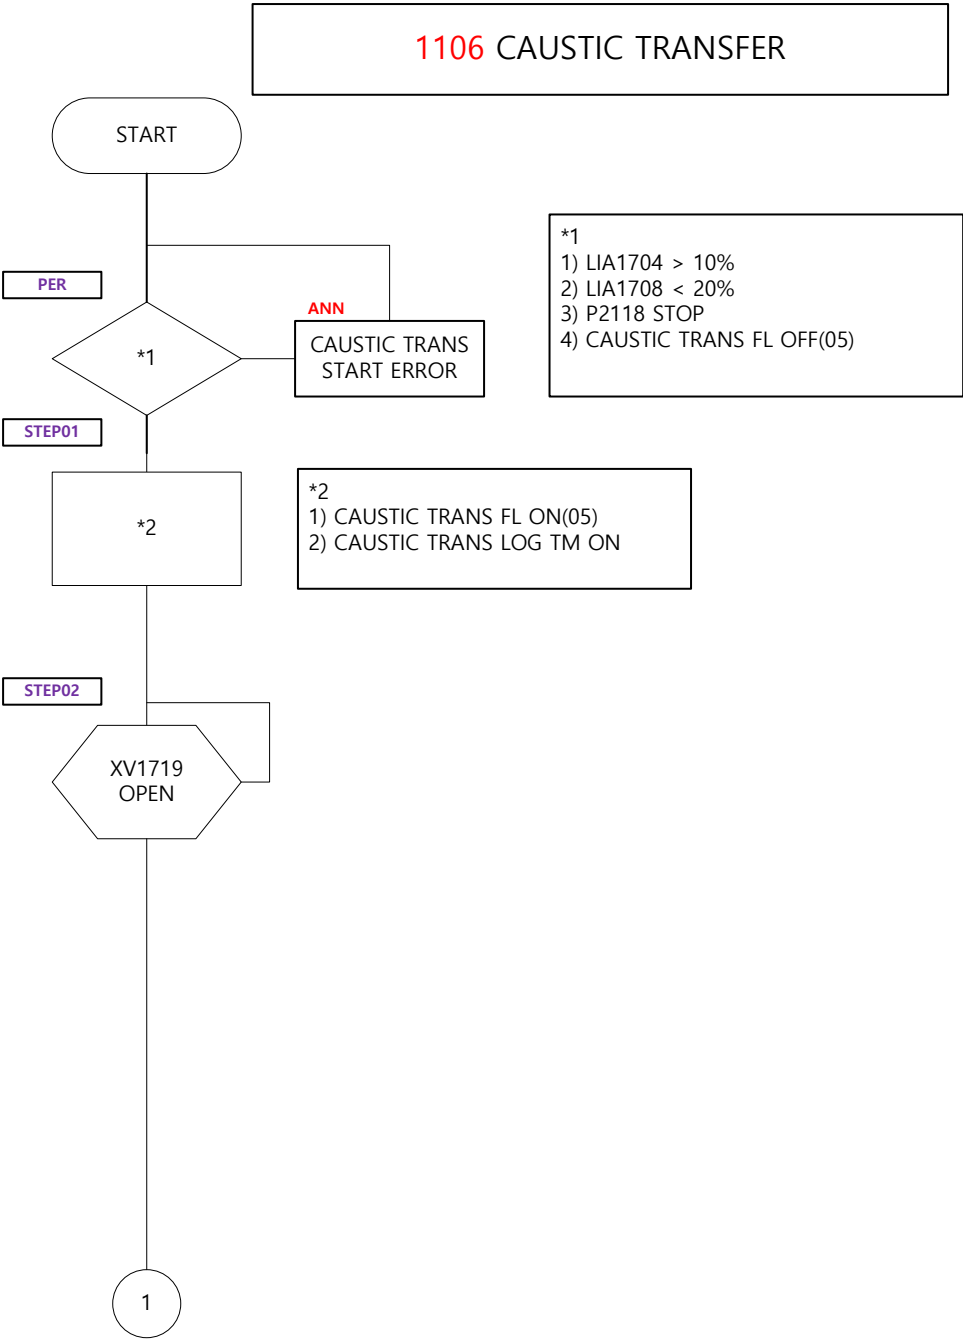 1106 CAUSTIC TRANSFER
START
*1
1) LIA1704 > 10%
2) LIA1708 < 20%
3) P2118 STOP
4) CAUSTIC TRANS FL OFF(05)
PER
ANN
*1
CAUSTIC TRANS
START ERROR
STEP01
*2
*2
1) CAUSTIC TRANS FL ON(05)
2) CAUSTIC TRANS LOG TM ON
STEP02
XV1719
OPEN
1